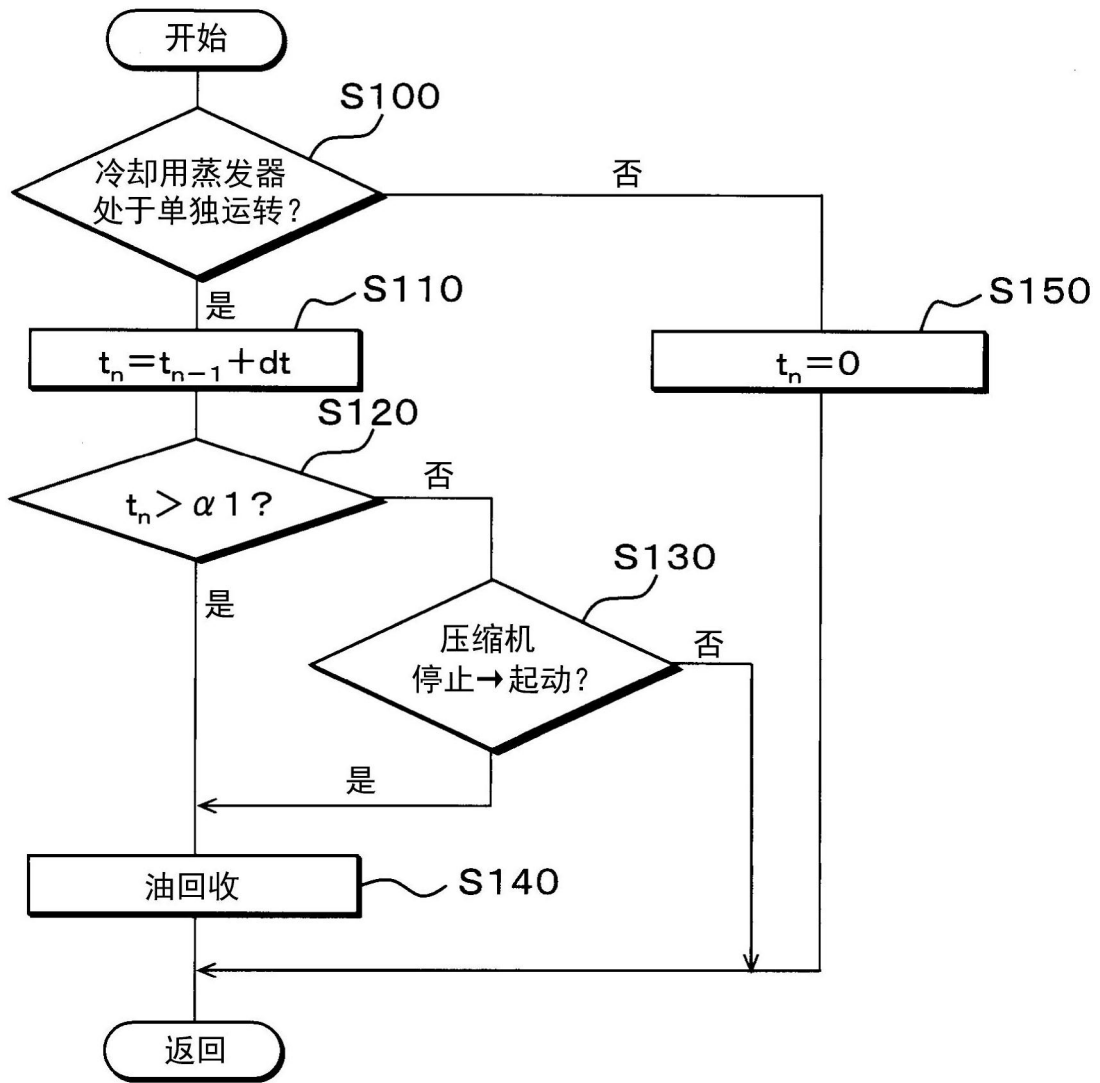 开始
S100
冷却用蒸发器
处于单独运转？
否
是
S110
tₙ＝tₙ₋₁＋dt
S150
tₙ＝0
S120
tₙ＞α1？
否
是
S130
压缩机
停止→起动？
否
是
油回收
S140
返回